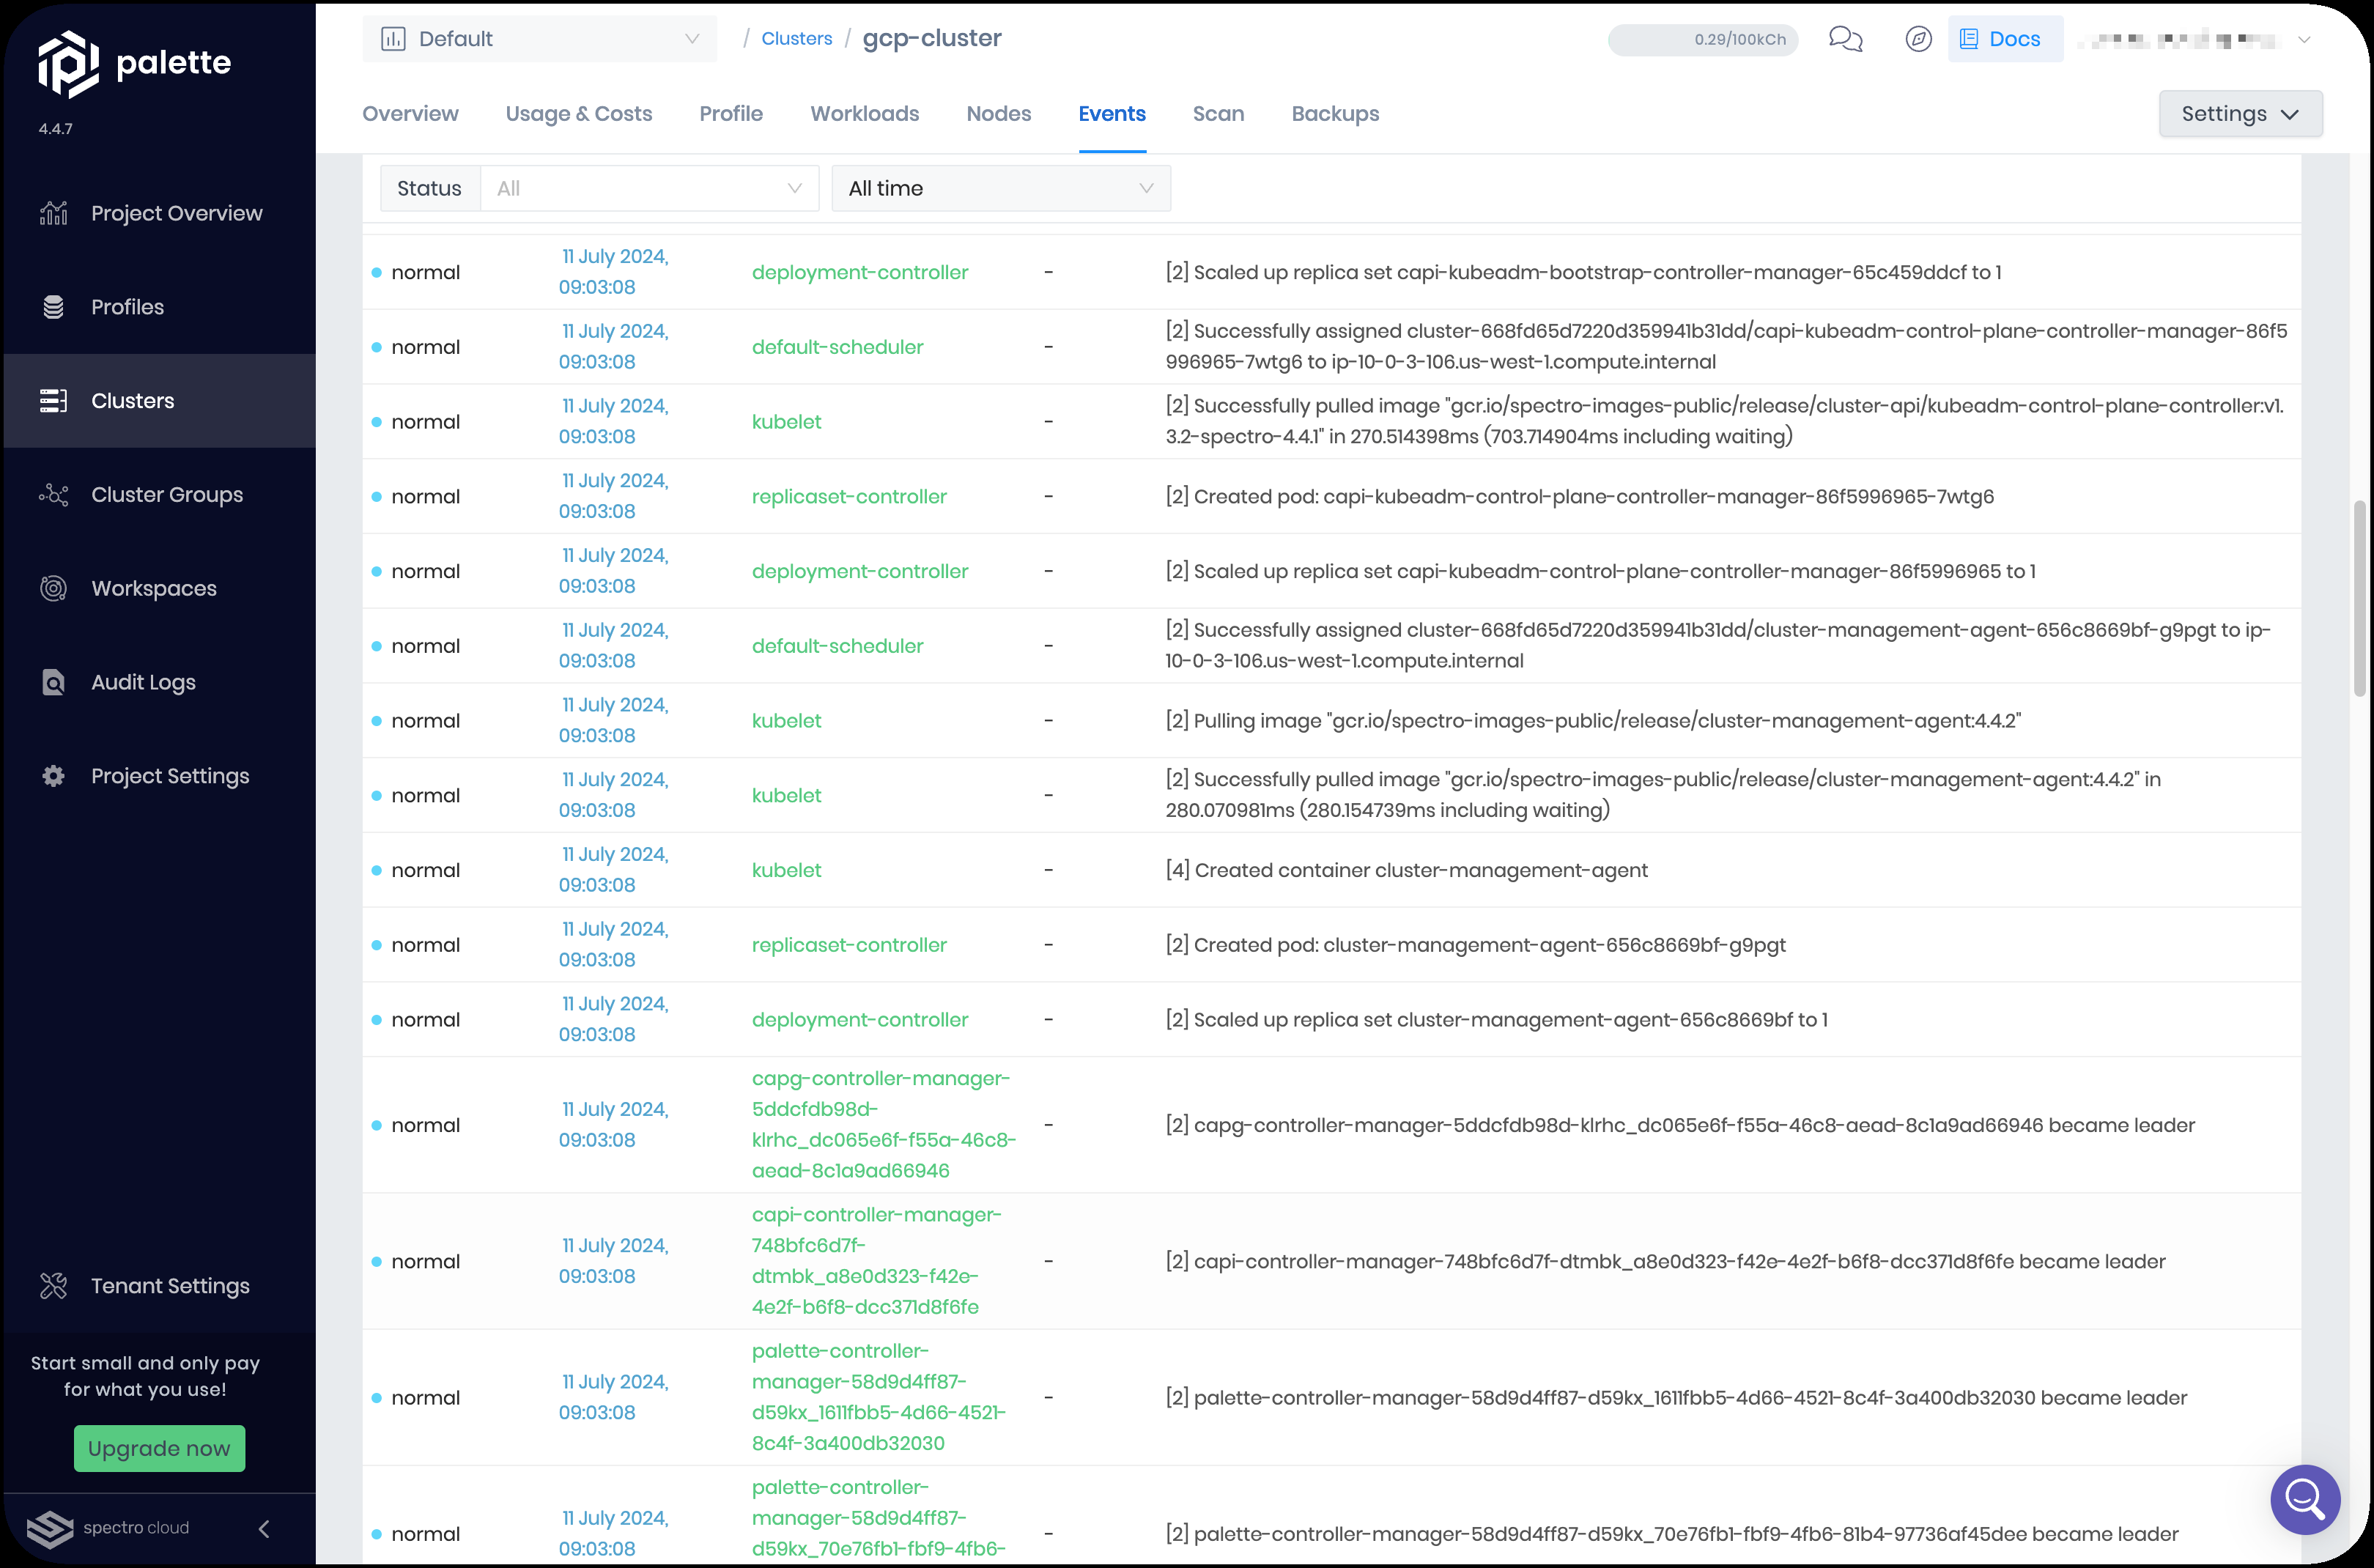 palette
4.4.7
Project Overview
Profiles
Clusters
Cluster Groups
Workspaces
Audit Logs
Project Settings
Tenant Settings
Start small and only pay
for what you use!
Upgrade now
spectro cloud
Default
/ Clusters / gcp-cluster
0.29/100kCh
Docs
Overview
Usage & Costs
Profile
Workloads
Nodes
Events
Scan
Backups
Settings
Status
All
All time
normal
11 July 2024,
09:03:08
deployment-controller
-
[2] Scaled up replica set capi-kubeadm-bootstrap-controller-manager-65c459ddcf to 1
normal
11 July 2024,
09:03:08
default-scheduler
-
[2] Successfully assigned cluster-668fd65d7220d359941b31dd/capi-kubeadm-control-plane-controller-manager-86f5
996965-7wtg6 to ip-10-0-3-106.us-west-1.compute.internal
normal
11 July 2024,
09:03:08
kubelet
-
[2] Successfully pulled image "gcr.io/spectro-images-public/release/cluster-api/kubeadm-control-plane-controller:v1.
3.2-spectro-4.4.1" in 270.514398ms (703.714904ms including waiting)
normal
11 July 2024,
09:03:08
replicaset-controller
-
[2] Created pod: capi-kubeadm-control-plane-controller-manager-86f5996965-7wtg6
normal
11 July 2024,
09:03:08
deployment-controller
-
[2] Scaled up replica set capi-kubeadm-control-plane-controller-manager-86f5996965 to 1
normal
11 July 2024,
09:03:08
default-scheduler
-
[2] Successfully assigned cluster-668fd65d7220d359941b31dd/cluster-management-agent-656c8669bf-g9pgt to ip-
10-0-3-106.us-west-1.compute.internal
normal
11 July 2024,
09:03:08
kubelet
-
[2] Pulling image "gcr.io/spectro-images-public/release/cluster-management-agent:4.4.2"
normal
11 July 2024,
09:03:08
kubelet
-
[2] Successfully pulled image "gcr.io/spectro-images-public/release/cluster-management-agent:4.4.2" in
280.070981ms (280.154739ms including waiting)
normal
11 July 2024,
09:03:08
kubelet
-
[4] Created container cluster-management-agent
normal
11 July 2024,
09:03:08
replicaset-controller
-
[2] Created pod: cluster-management-agent-656c8669bf-g9pgt
normal
11 July 2024,
09:03:08
deployment-controller
-
[2] Scaled up replica set cluster-management-agent-656c8669bf to 1
normal
11 July 2024,
09:03:08
capg-controller-manager-
5ddcfdb98d-
klrhc_dc065e6f-f55a-46c8-
aead-8c1a9ad66946
-
[2] capg-controller-manager-5ddcfdb98d-klrhc_dc065e6f-f55a-46c8-aead-8c1a9ad66946 became leader
normal
11 July 2024,
09:03:08
capi-controller-manager-
748bfc6d7f-
dtmbk_a8e0d323-f42e-
4e2f-b6f8-dcc371d8f6fe
-
[2] capi-controller-manager-748bfc6d7f-dtmbk_a8e0d323-f42e-4e2f-b6f8-dcc371d8f6fe became leader
normal
11 July 2024,
09:03:08
palette-controller-
manager-58d9d4ff87-
d59kx_1611fbb5-4d66-4521-
8c4f-3a400db32030
-
[2] palette-controller-manager-58d9d4ff87-d59kx_1611fbb5-4d66-4521-8c4f-3a400db32030 became leader
normal
11 July 2024,
09:03:08
palette-controller-
manager-58d9d4ff87-
d59kx_70e76fb1-fbf9-4fb6-
-
[2] palette-controller-manager-58d9d4ff87-d59kx_70e76fb1-fbf9-4fb6-81b4-97736af45dee became leader